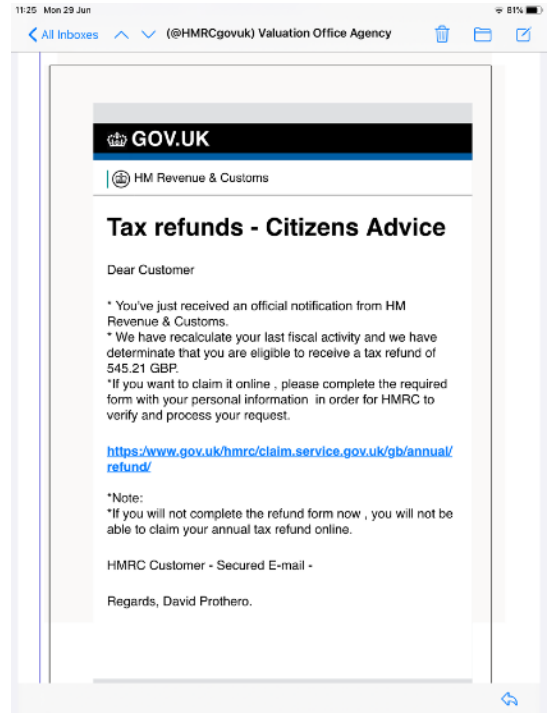 11:25 Mon 29 Jun 81%
All Inboxes (@HMRCgovuk) Valuation Office Agency
GOV.UK
HM Revenue & Customs
Tax refunds - Citizens Advice
Dear Customer
* You've just received an official notification from HM
Revenue & Customs.
* We have recalculate your last fiscal activity and we have
determinate that you are eligible to receive a tax refund of
545.21 GBP.
*If you want to claim it online , please complete the required
form with your personal information in order for HMRC to
verify and process your request.
https:/www.gov.uk/hmrc/claim.service.gov.uk/gb/annual/
refund/
*Note:
*If you will not complete the refund form now , you will not be
able to claim your annual tax refund online.
HMRC Customer - Secured E-mail -
Regards, David Prothero.